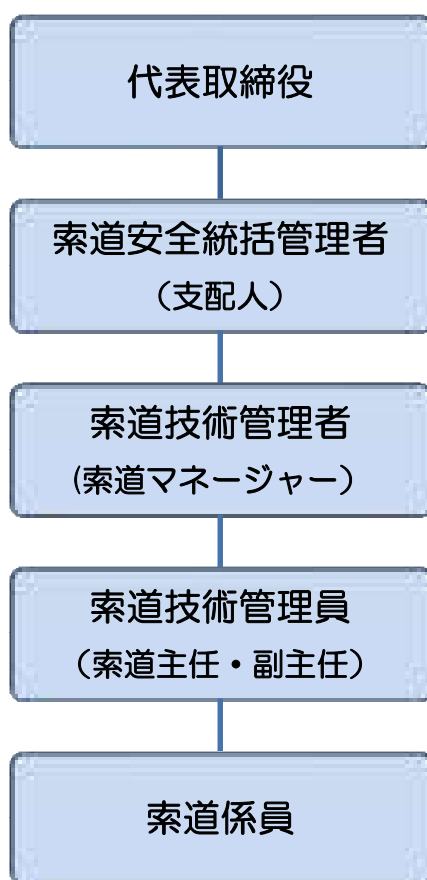 代表取締役
索道安全統括管理者
（支配人）
索道技術管理者
(索道マネージャー）
索道技術管理員
（索道主任・副主任）
索道係員